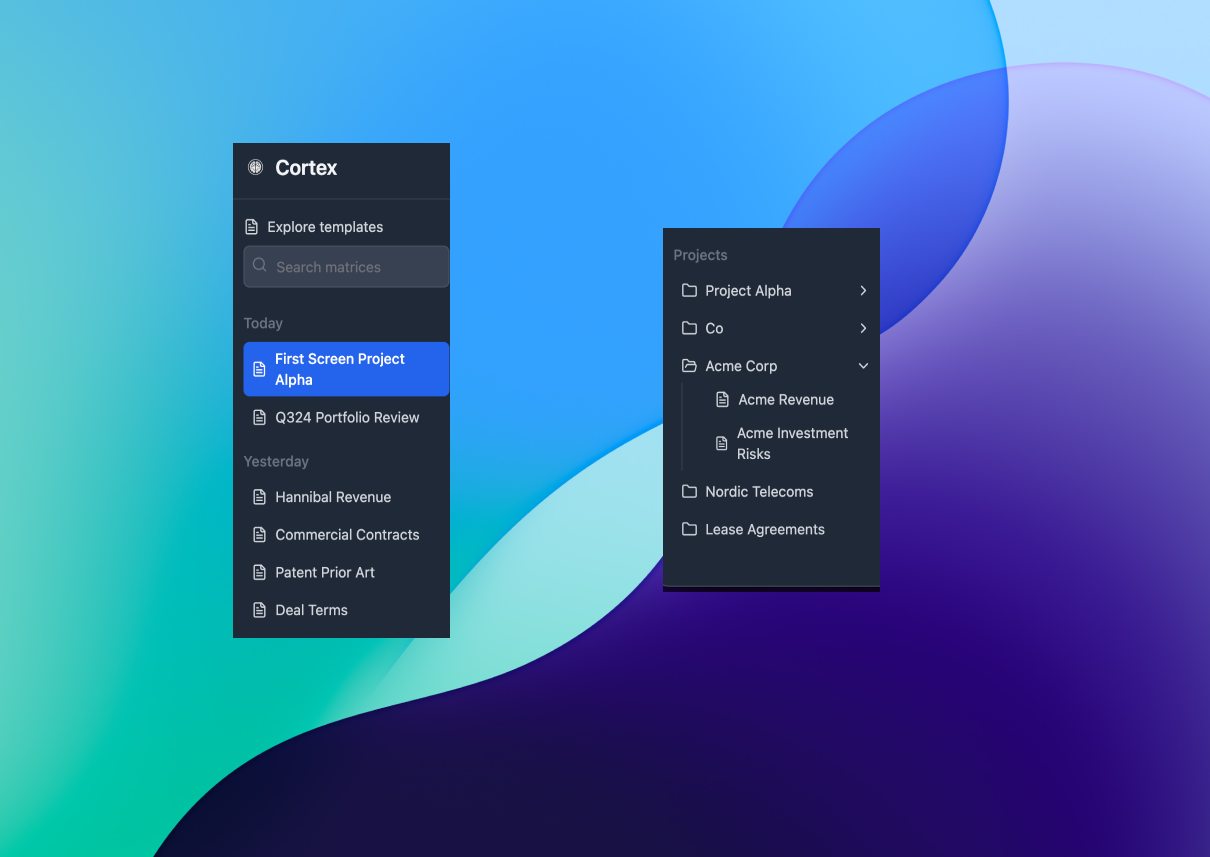 Cortex
Explore templates
Search matrices
Today
First Screen Project
Alpha
Q324 Portfolio Review
Yesterday
Hannibal Revenue
Commercial Contracts
Patent Prior Art
Deal Terms
Projects
Project Alpha
Co
Acme Corp
Acme Revenue
Acme Investment
Risks
Nordic Telecoms
Lease Agreements